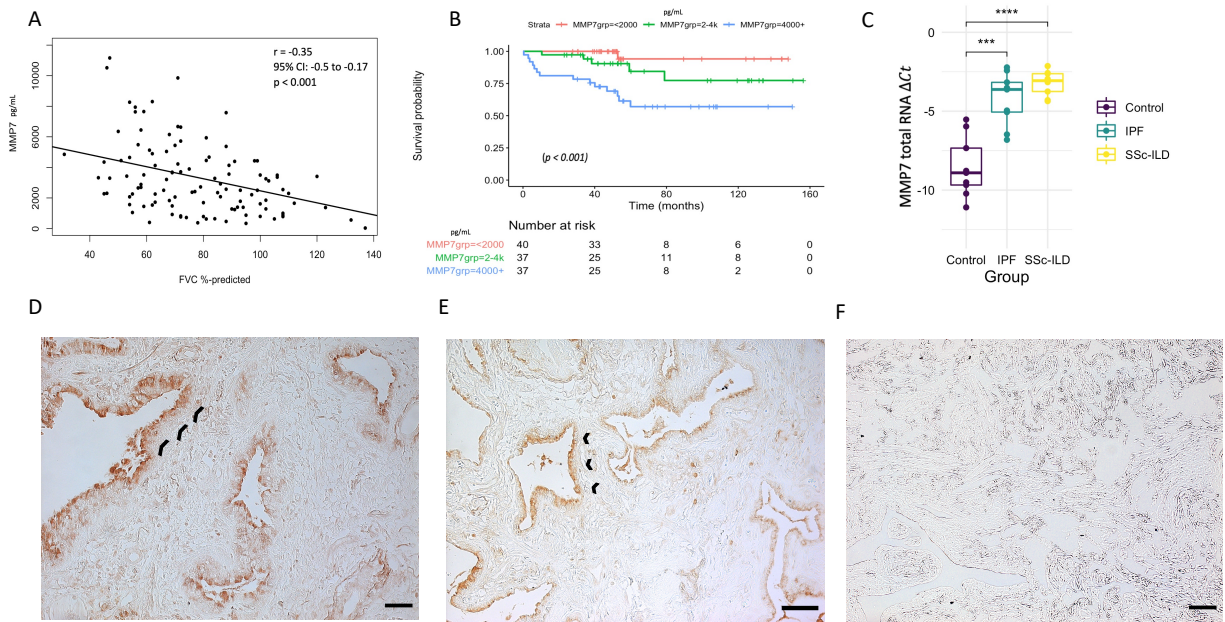 A
r = -0.35
95% CI: -0.5 to -0.17
p < 0.001
MMP7 pg/mL
0
2000
6000
10000
40
60
80
100
120
140
FVC %-predicted
B
pg/mL
Strata MMP7grp=<2000 MMP7grp=2-4k MMP7grp=4000+
Survival probability
1.00
0.75
0.50
0.25
0.00
(p < 0.001)
0 40 80 120 160
Time (months)
Number at risk
pg/mL
MMP7grp=<2000 40 33 8 6 0
MMP7grp=2-4k 37 25 11 8 0
MMP7grp=4000+ 37 25 8 2 0
C
****
***
MMP7 total RNA ΔCt
0
-5
-10
Control IPF SSc-ILD
Group
Control
IPF
SSc-ILD
D
E
F